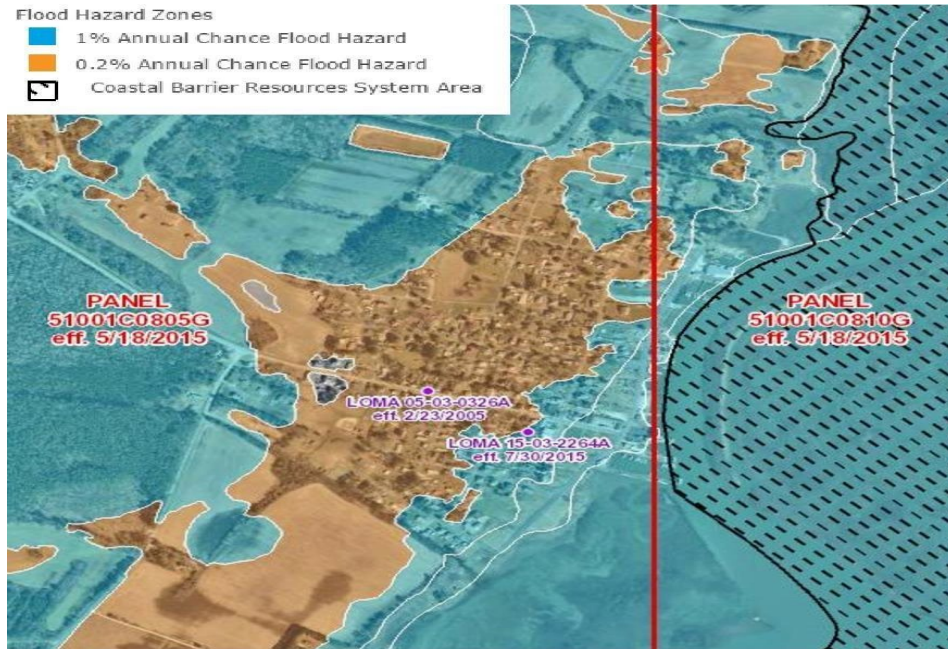 Flood Hazard Zones
1% Annual Chance Flood Hazard
0.2% Annual Chance Flood Hazard
Coastal Barrier Resources System Area
PANEL
51001C0805G
eff. 5/18/2015
PANEL
51001C0810G
eff. 5/18/2015
LOMA 05-03-0326A
eff. 2/23/2005
LOMA 15-03-2264A
eff. 7/30/2015